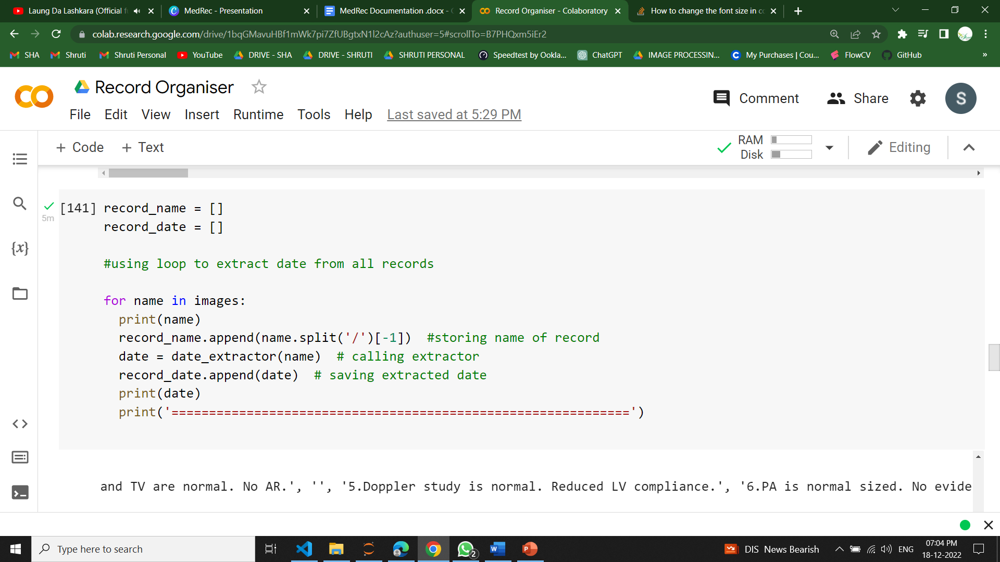 Laung Da Lashkara (Official
MedRec - Presentation
MedRec Documentation .docx -
Record Organiser - Colaboratory
How to change the font size in
colab.research.google.com/drive/1bqGMavuHBf1mWk7pi7ZfUBgtxN1l2cAz?authuser=5#scrollTo=B7PHQxm5iEr2
SHA Shruti Shruti Personal YouTube DRIVE - SHA DRIVE - SHRUTI SHRUTI PERSONAL Speedtest by Ookla... ChatGPT IMAGE PROCESSIN... My Purchases | Cou... FlowCV GitHub »
Record Organiser
Comment Share S
File Edit View Insert Runtime Tools Help Last saved at 5:29 PM
+ Code + Text
RAM
Disk
Editing
[141] record_name = []
5m
record_date = []
#using loop to extract date from all records
for name in images:
print(name)
record_name.append(name.split('/')[-1]) #storing name of record
date = date_extractor(name) # calling extractor
record_date.append(date) # saving extracted date
print(date)
print('=============================================================')
and TV are normal. No AR.', '', '5.Doppler study is normal. Reduced LV compliance.', '6.PA is normal sized. No evide
Type here to search
2
DIS News Bearish
ENG
07:04 PM
18-12-2022